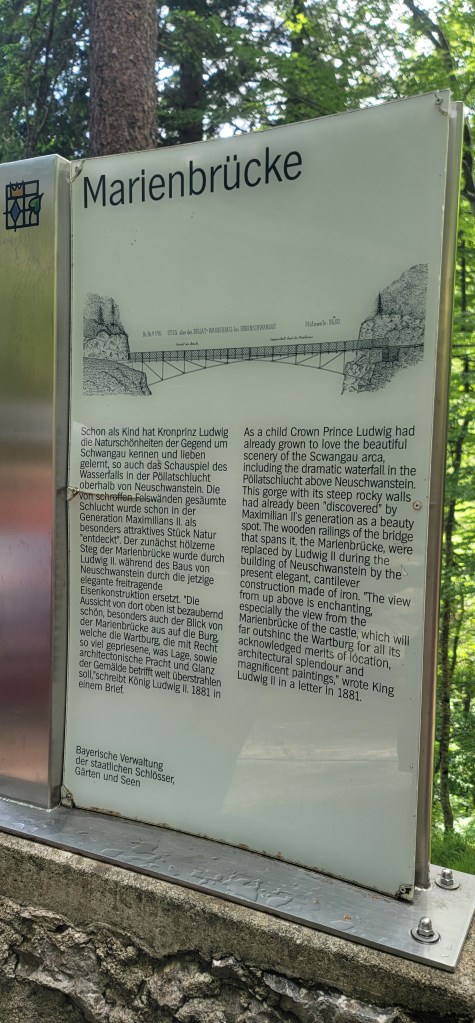 Marienbrücke
Schon als Kind hat Kronprinz Ludwig
die Naturschönheiten der Gegend um
Schwangau kennen und lieben
gelernt, so auch das Schauspiel des
Wasserfalls in der Pöllatschlucht
oberhalb von Neuschwanstein. Die
von schroffen Felswänden gesäumte
Schlucht wurde schon in der
Generation Maximilians II. als
besonders attraktives Stück Natur
"entdeckt". Der zunächst hölzerne
Steg der Marienbrücke wurde durch
Ludwig II. während des Baus von
Neuschwanstein durch die jetzige
elegante freitragende
Eisenkonstruktion ersetzt. "Die
Aussicht von dort oben ist bezaubernd
schön, besonders auch der Blick von
der Marienbrücke aus auf die Burg,
welche die Wartburg, die mit Recht
so viel gepriesene, was Lage, sowie
architektonische Pracht und Glanz
der Gemälde betrifft weit überstrahlen
soll,"schreibt König Ludwig II. 1881 in
einem Brief.
As a child Crown Prince Ludwig had
already grown to love the beautiful
scenery of the Scwangau arca,
including the dramatic waterfall in the
Pöllatschlucht above Neuschwanstein.
This gorge with its steep rocky walls
had already been "discovered" by
Maximilian II's generation as a beauty
spot. The wooden railings of the bridge
that spans it, the Marienbrücke, were
replaced by Ludwig II during the
building of Neuschwanstein by the
present elegant, cantilever
construction made of iron. "The view
from up above is enchanting,
especially the view from the
Marienbrücke of the castle, which will
far outshinc the Wartburg for all its
acknowledged merits of location,
architectural splendour and
magnificent paintings," wrote King
Ludwig II in a letter in 1881.
Bayerische Verwaltung
der staatlichen Schlösser,
Gärten und Seen